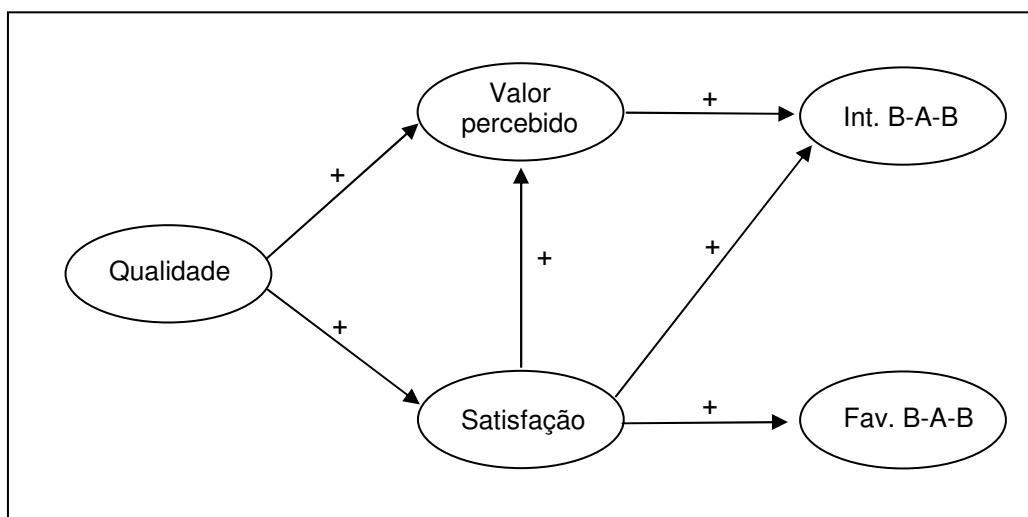 Valor
percebido
+
Int. B-A-B
+
+
+
Qualidade
+
Satisfação
+
Fav. B-A-B